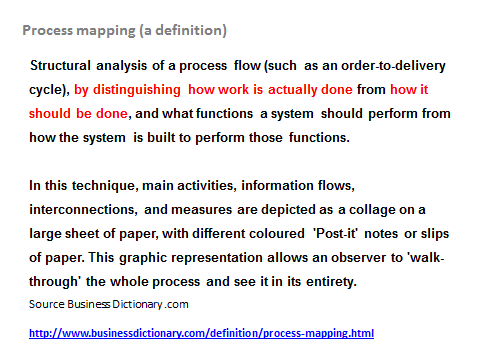 Process mapping (a definition)
Structural analysis of a process flow (such as an order-to-delivery
cycle), by distinguishing how work is actually done from how it
should be done, and what functions a system should perform from
how the system is built to perform those functions.
In this technique, main activities, information flows,
interconnections, and measures are depicted as a collage on a
large sheet of paper, with different coloured 'Post-it' notes or slips
of paper. This graphic representation allows an observer to 'walk-
through' the whole process and see it in its entirety.
Source Business Dictionary .com
http://www.businessdictionary.com/definition/process-mapping.html